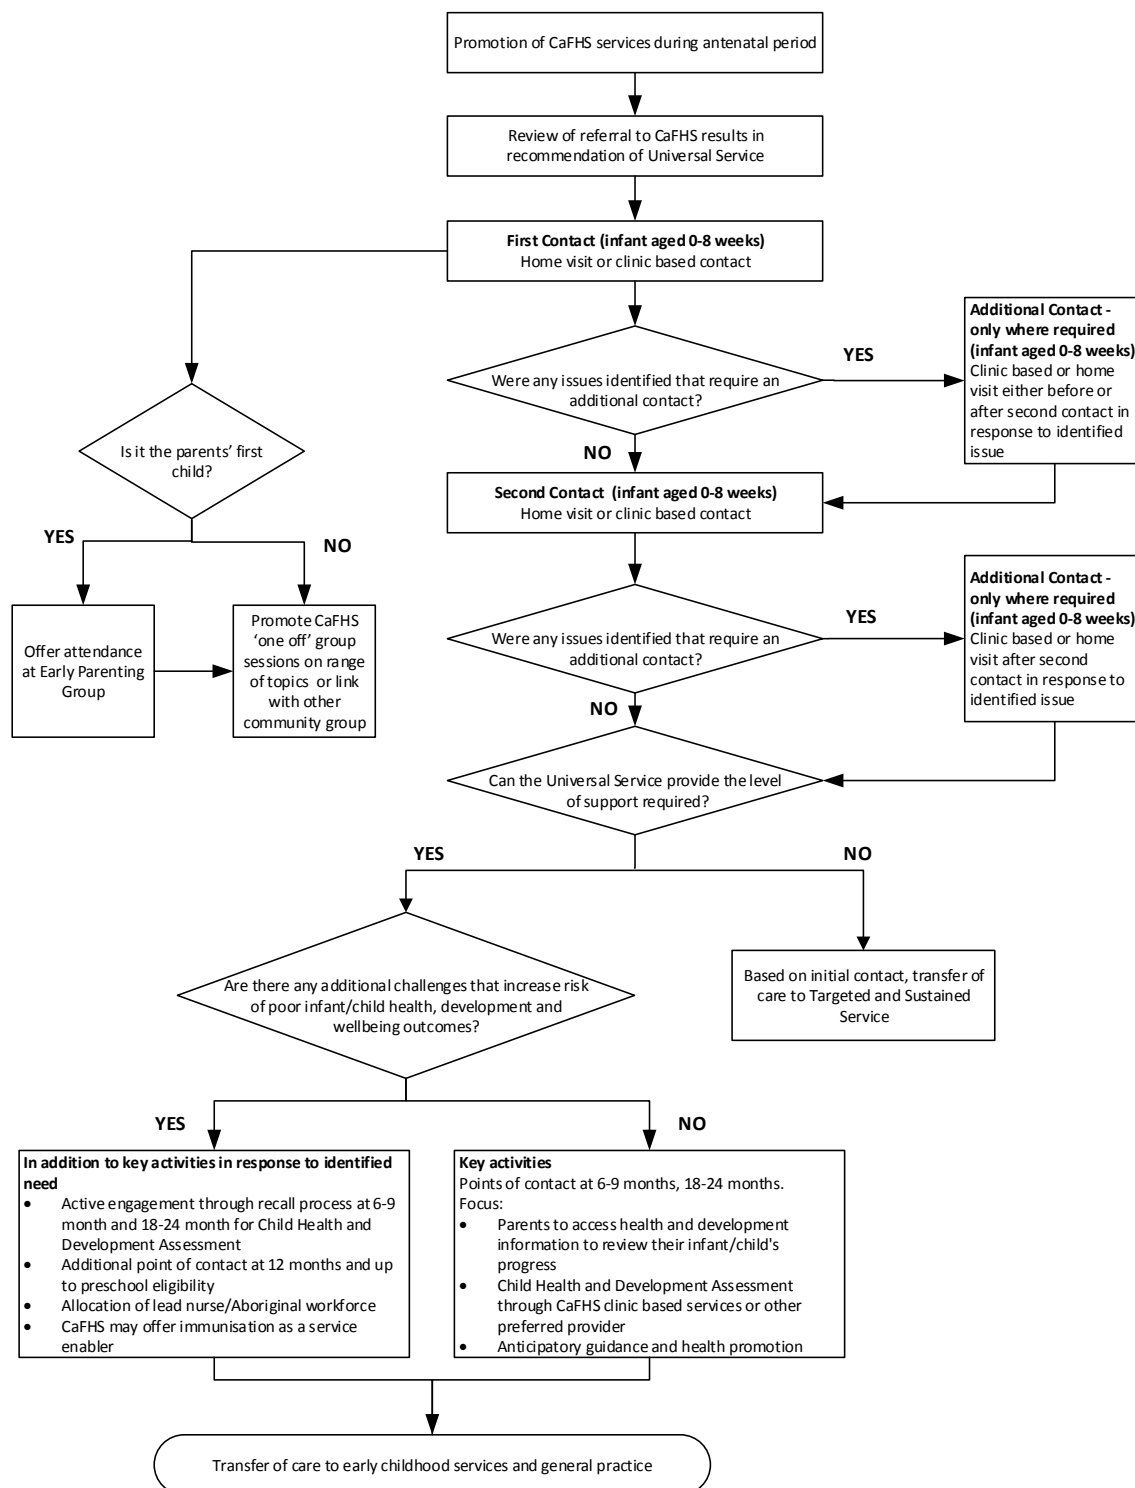 Promotion of CaFHS services during antenatal period
Review of referral to CaFHS results in
recommendation of Universal Service
First Contact (infant aged 0-8 weeks)
Home visit or clinic based contact
Were any issues identified that require an
additional contact?
YES
Additional Contact -
only where required
(infant aged 0-8 weeks)
Clinic based or home
visit either before or
after second contact in
response to identified
issue
NO
Is it the parents' first
child?
YES
NO
Offer attendance
at Early Parenting
Group
Promote CaFHS
'one off' group
sessions on range
of topics or link
with other
community group
Second Contact (infant aged 0-8 weeks)
Home visit or clinic based contact
Were any issues identified that require an
additional contact?
YES
Additional Contact -
only where required
(infant aged 0-8 weeks)
Clinic based or home
visit after second
contact in response to
identified issue
NO
Can the Universal Service provide the level
of support required?
YES
NO
Are there any additional challenges that increase risk
of poor infant/child health, development and
wellbeing outcomes?
Based on initial contact, transfer of
care to Targeted and Sustained
Service
YES
NO
In addition to key activities in response to identified
need
• Active engagement through recall process at 6-9
month and 18-24 month for Child Health and
Development Assessment
• Additional point of contact at 12 months and up
to preschool eligibility
• Allocation of lead nurse/Aboriginal workforce
• CaFHS may offer immunisation as a service
enabler
Key activities
Points of contact at 6-9 months, 18-24 months.
Focus:
• Parents to access health and development
information to review their infant/child's
progress
• Child Health and Development Assessment
through CaFHS clinic based services or other
preferred provider
• Anticipatory guidance and health promotion
Transfer of care to early childhood services and general practice